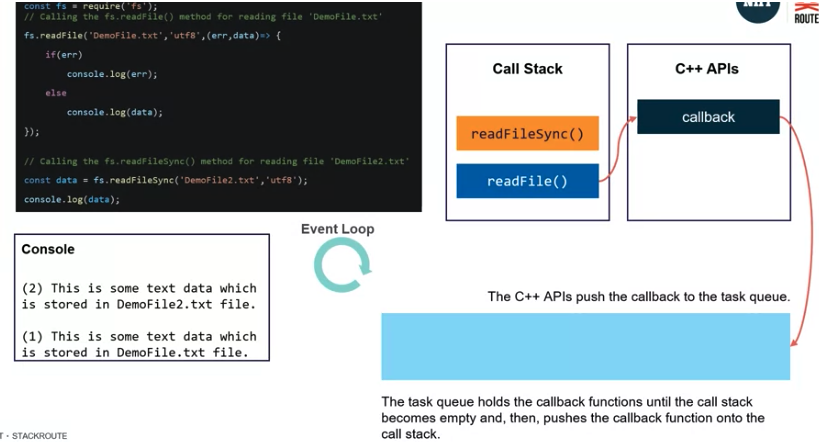 const fs = require('fs');
// Calling the fs.readFile() method for reading file 'DemoFile.txt'
fs.readFile('DemoFile.txt','utf8',(err,data)=> {
if(err)
console.log(err);
else
console.log(data);
});
// Calling the fs.readFileSync() method for reading file 'DemoFile2.txt'
const data = fs.readFileSync('DemoFile2.txt','utf8');
console.log(data);
Call Stack
readFileSync()
readFile()
C++ APIs
callback
ROUTE
Console
(2) This is some text data which
is stored in DemoFile2.txt file.
(1) This is some text data which
is stored in DemoFile.txt file.
Event Loop
The C++ APIs push the callback to the task queue.
The task queue holds the callback functions until the call stack
becomes empty and, then, pushes the callback function onto the
call stack.
T - STACKROUTE